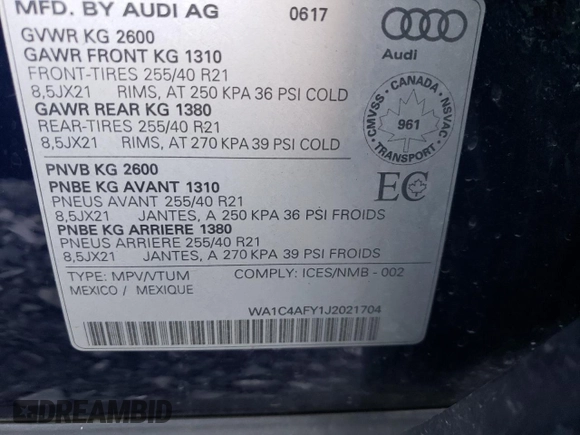 MFD. BY AUDI AG 0617
GVWR KG 2600
GAWR FRONT KG 1310
FRONT-TIRES 255/40 R21
8,5JX21 RIMS, AT 250 KPA 36 PSI COLD
GAWR REAR KG 1380
REAR-TIRES 255/40 R21
8,5JX21 RIMS, AT 270 KPA 39 PSI COLD
Audi
CMVSS - CANADA - NSVAC
961
TRANSPORT
PNVB KG 2600
PNBE KG AVANT 1310
PNEUS AVANT 255/40 R21
8,5JX21 JANTES, A 250 KPA 36 PSI FROIDS
PNBE KG ARRIERE 1380
PNEUS ARRIERE 255/40 R21
8,5JX21 JANTES, A 270 KPA 39 PSI FROIDS
EC
TYPE: MPV/VTUM COMPLY: ICES/NMB - 002
MEXICO / MEXIQUE
WA1C4AFY1J2021704
DREAMBID